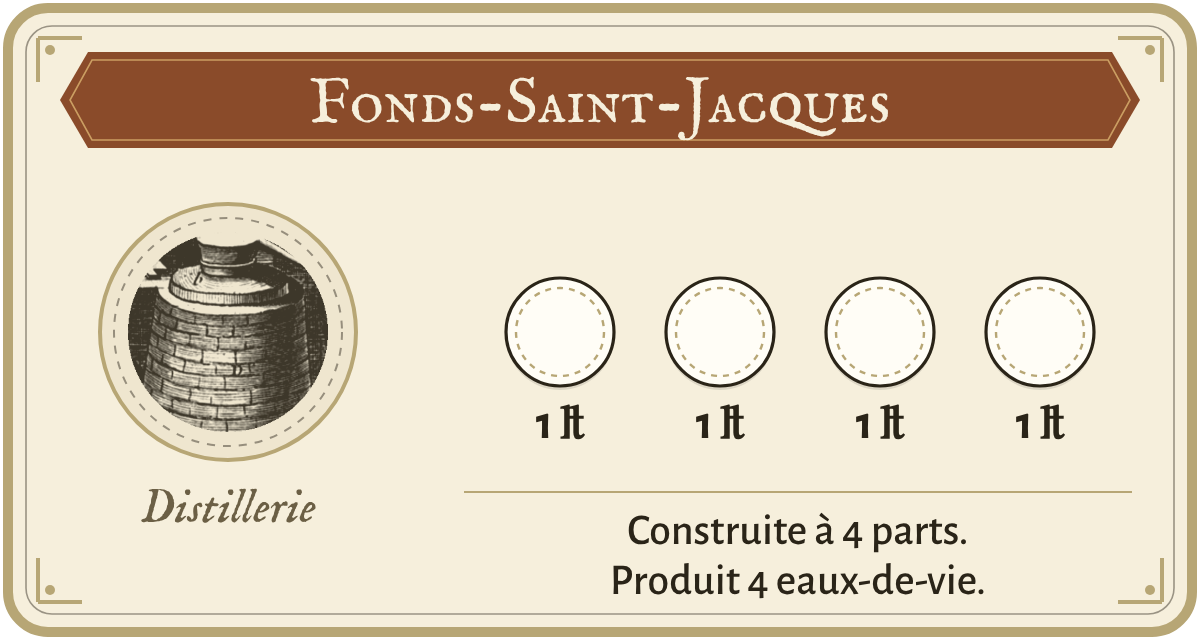 Fonds-Saint-Jacques
1 ₶ 1 ₶ 1 ₶ 1 ₶
Distillerie
Construite à 4 parts.
Produit 4 eaux-de-vie.